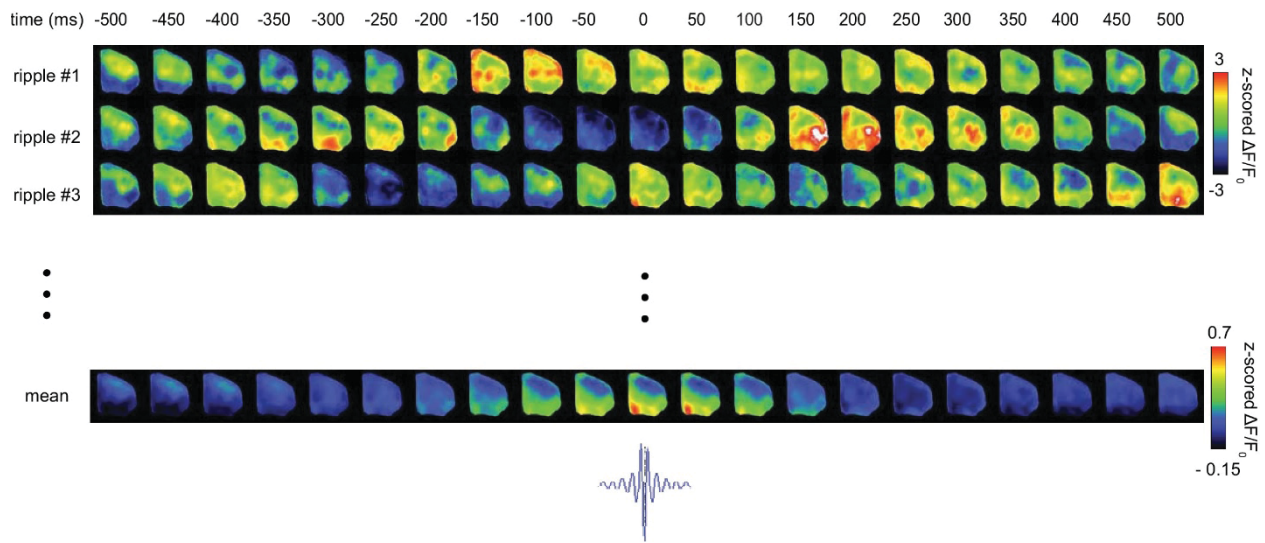 time (ms) -500 -450 -400 -350 -300 -250 -200 -150 -100 -50 0 50 100 150 200 250 300 350 400 450 500
ripple #1
ripple #2
ripple #3
3
z-scored ΔF/F0
-3
mean
0.7
z-scored ΔF/F0
- 0.15